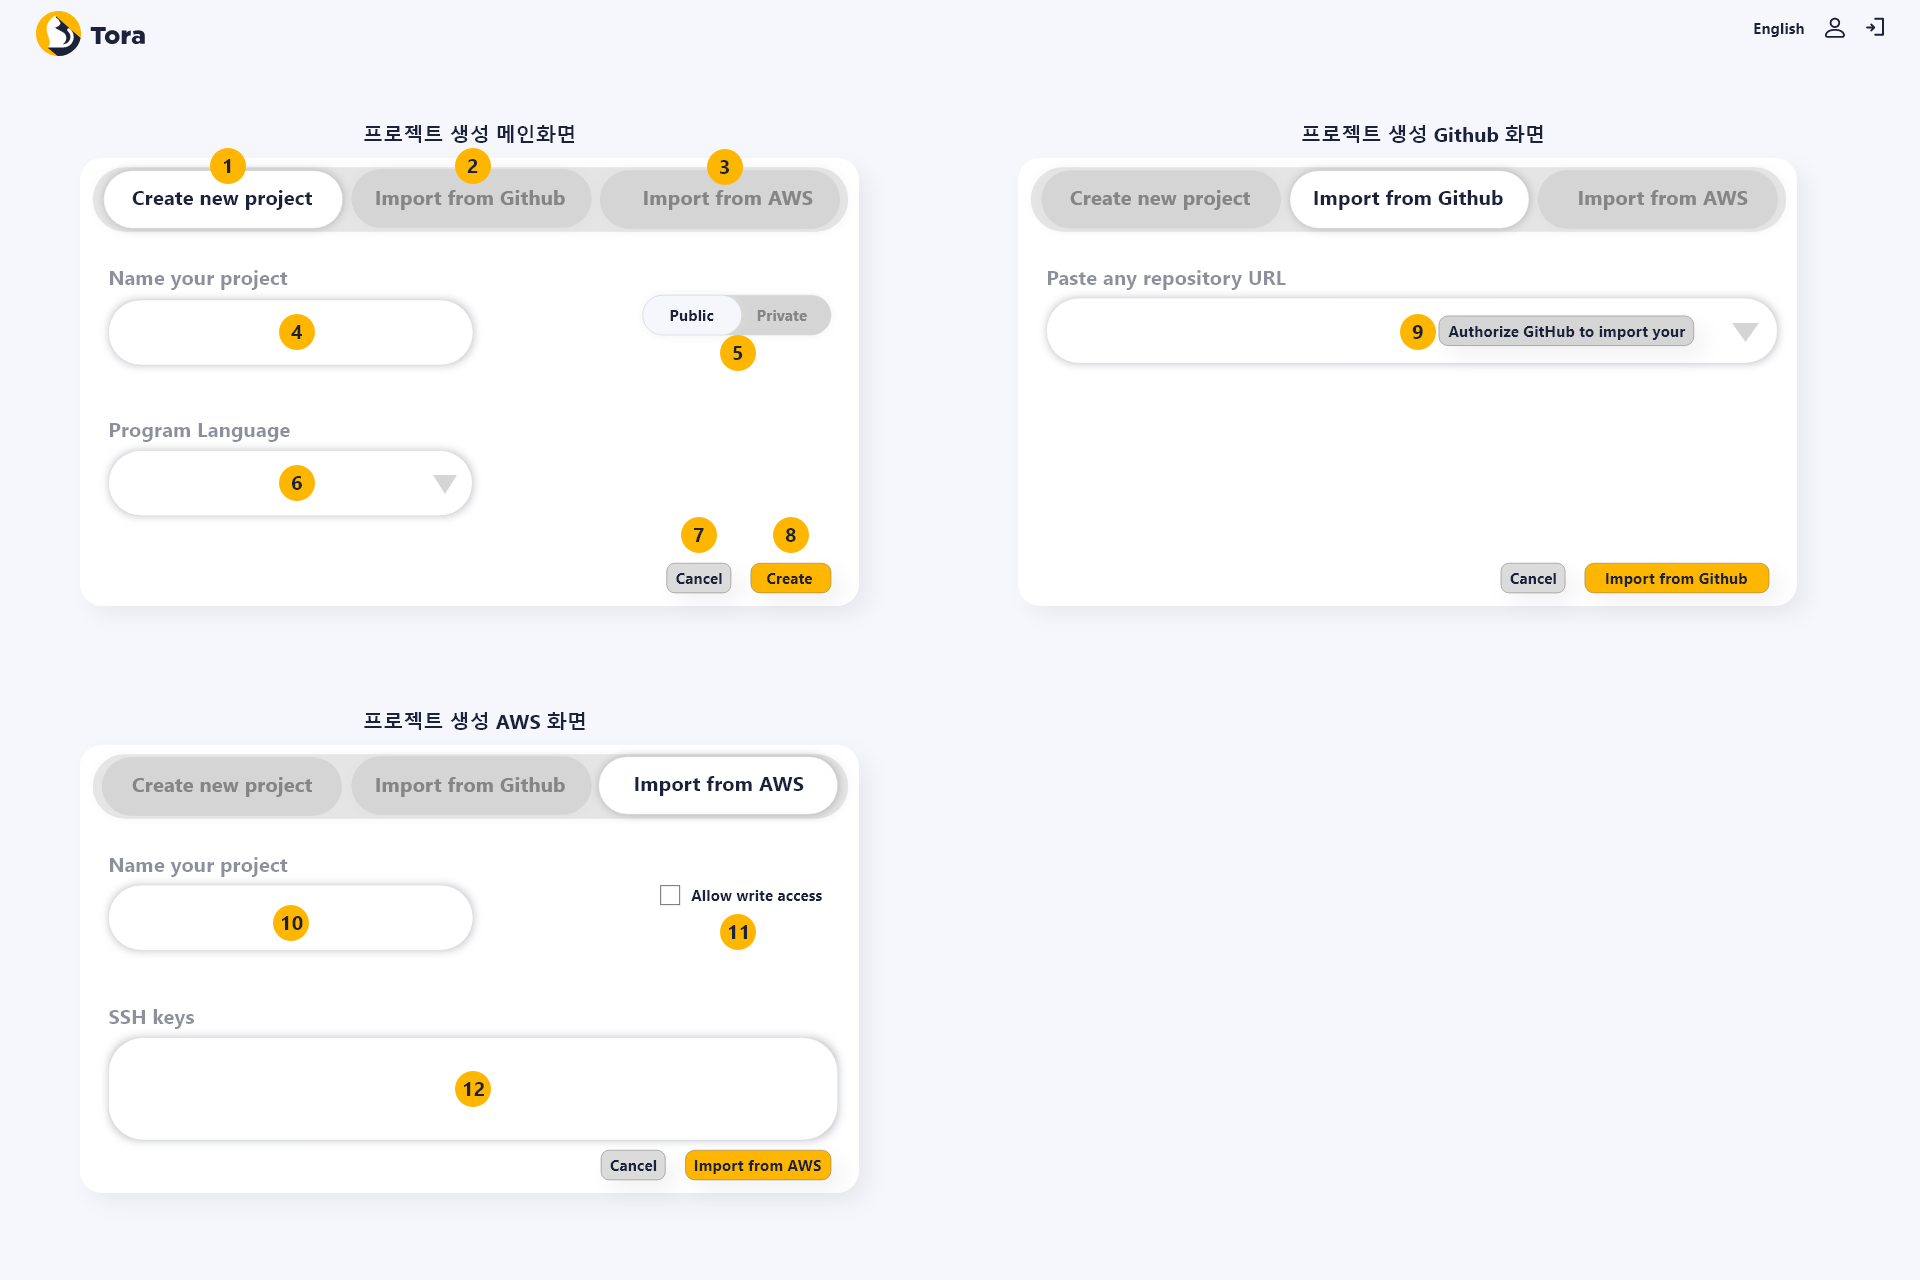 Tora
English
프로젝트 생성 메인화면
1
2
3
Create new project
Import from Github
Import from AWS
Name your project
4
Public
Private
5
Program Language
6
7
8
Cancel
Create
프로젝트 생성 Github 화면
Create new project
Import from Github
Import from AWS
Paste any repository URL
9
Authorize GitHub to import your
Cancel
Import from Github
프로젝트 생성 AWS 화면
Create new project
Import from Github
Import from AWS
Name your project
10
Allow write access
11
SSH keys
12
Cancel
Import from AWS